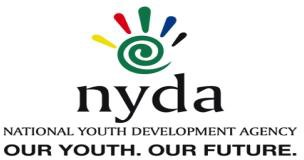 nyda
NATIONAL YOUTH DEVELOPMENT AGENCY
OUR YOUTH. OUR FUTURE.